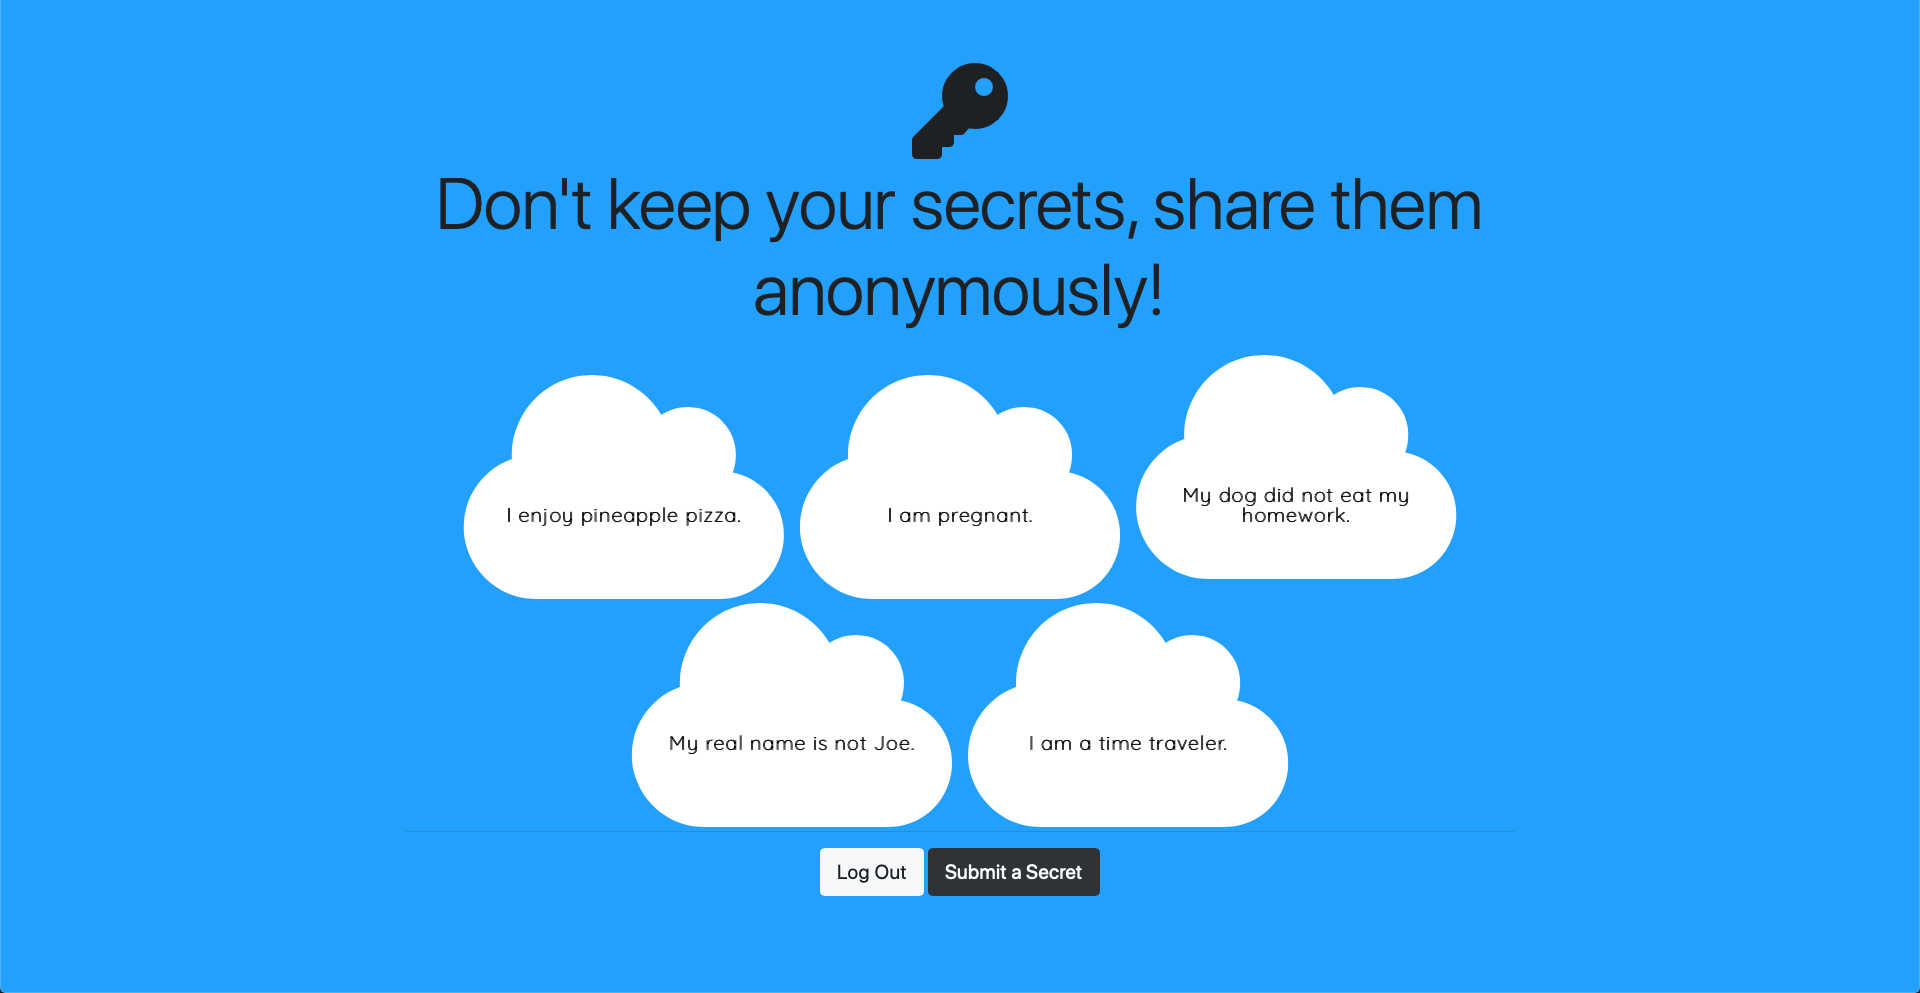 Don't keep your secrets, share them
anonymously!
I enjoy pineapple pizza.
I am pregnant.
My dog did not eat my
homework.
My real name is not Joe.
I am a time traveler.
Log Out
Submit a Secret